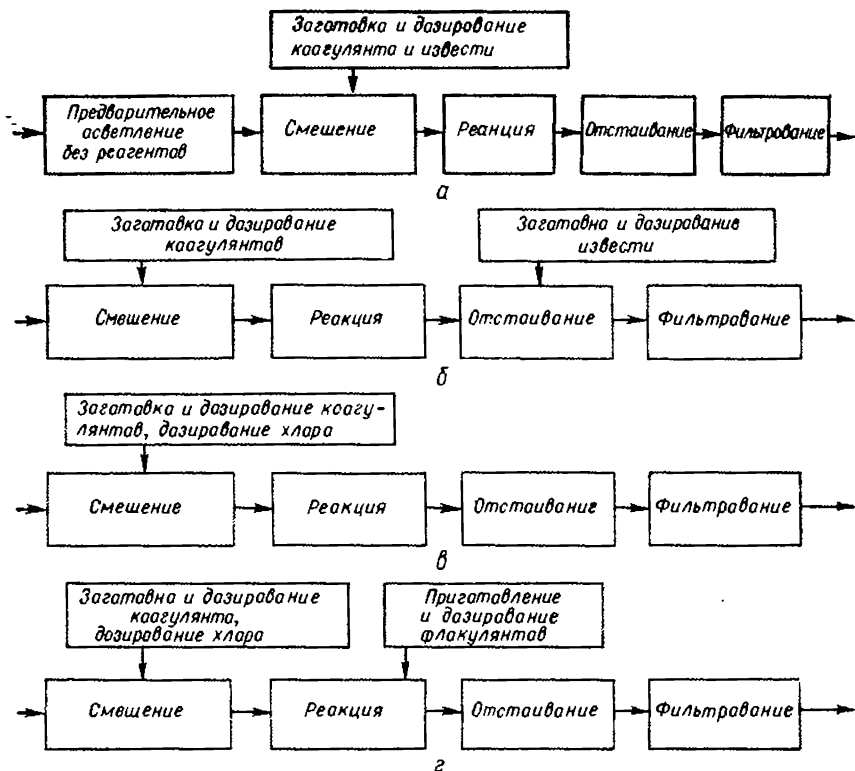 Заготовка и дозирование
коагулянта и извести
Предварительное
осветление
без реагентов
Смешение
Реакция
Отстаивание
Фильтрование
а
Заготовка и дозирование
коагулянтов
Заготовка и дозирование
извести
Смешение
Реакция
Отстаивание
Фильтрование
б
Заготовка и дозирование коагу-
лянтов, дозирование хлора
Смешение
Реакция
Отстаивание
Фильтрование
в
Заготовка и дозирование
коагулянта,
дозирование хлора
Приготовление
и дозирование
флакулянтов
Смешение
Реакция
Отстаивание
Фильтрование
г